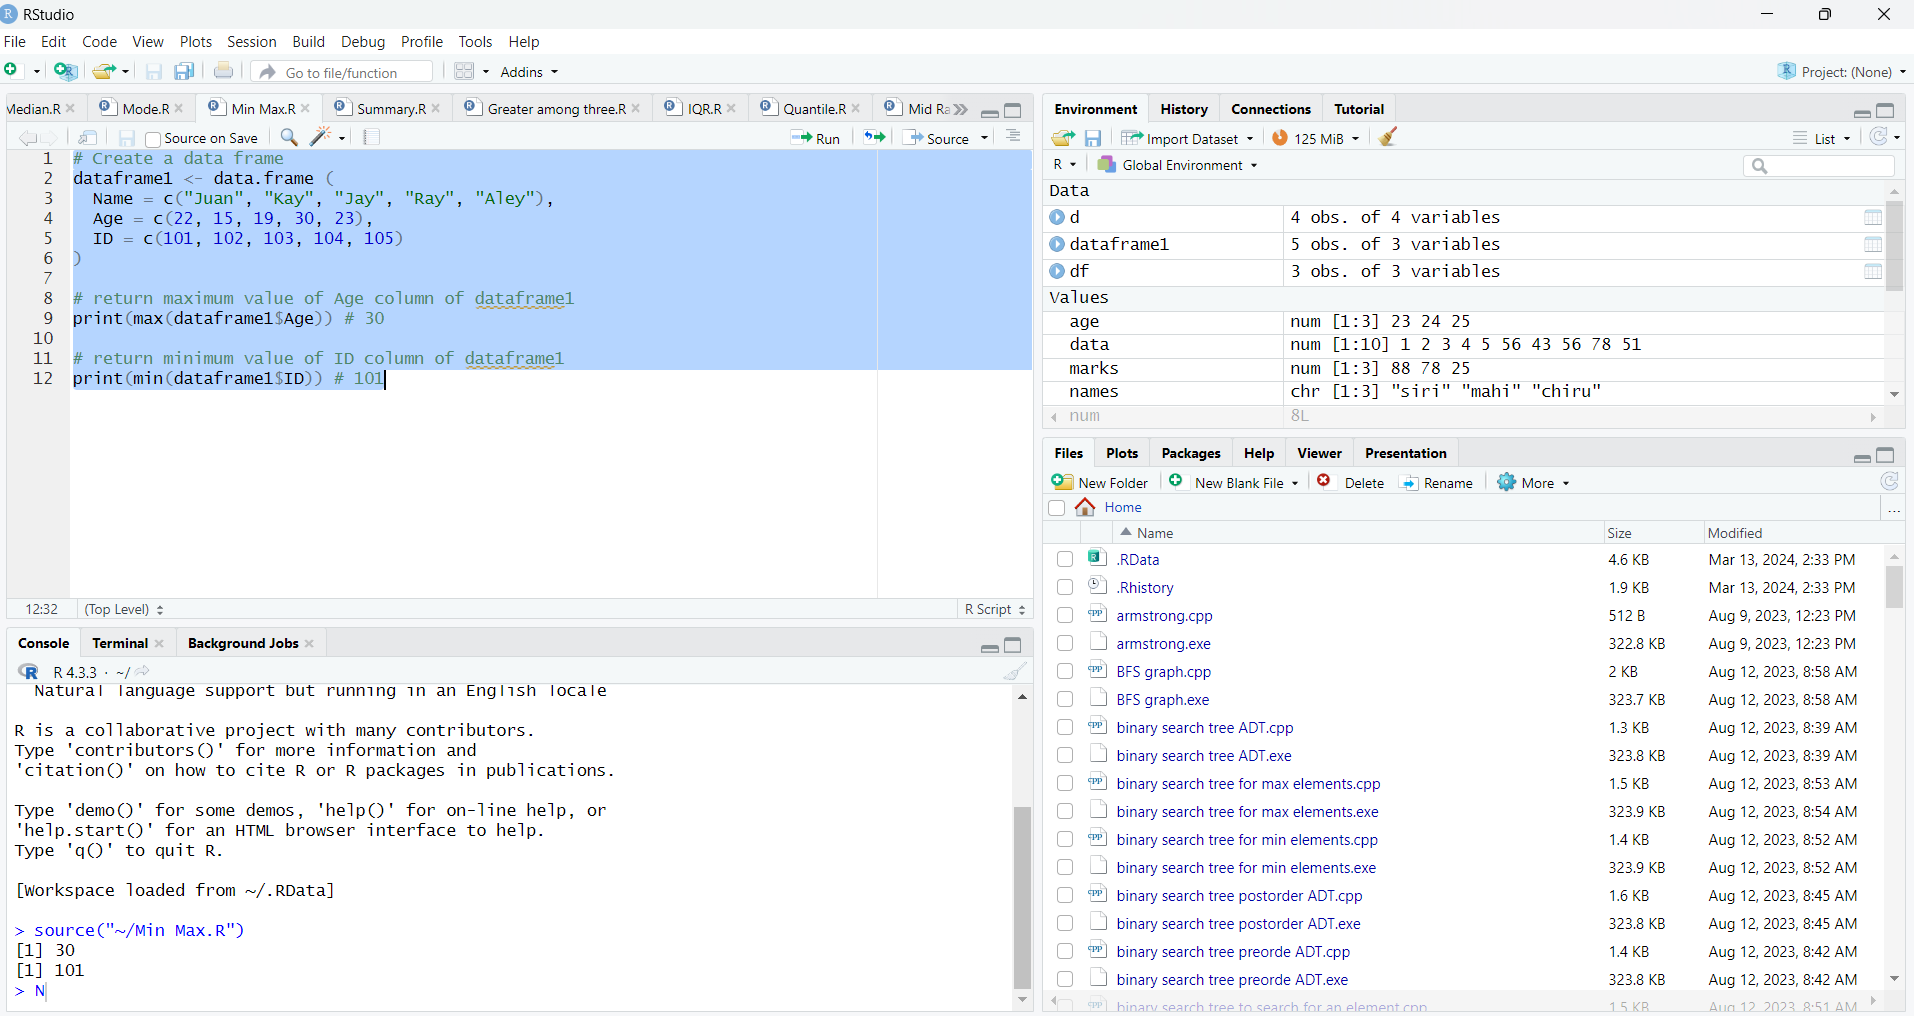 RStudio
File Edit Code View Plots Session Build Debug Profile Tools Help
Go to file/function Addins Project: (None)
Median.R Mode.R Min Max.R Summary.R Greater among three.R IQR.R Quantile.R Mid Ra
Source on Save Run Source
1 # Create a data frame
2 dataframe1 <- data.frame (
3 Name = c("Juan", "Kay", "Jay", "Ray", "Aley"),
4 Age = c(22, 15, 19, 30, 23),
5 ID = c(101, 102, 103, 104, 105)
6 )
7
8 # return maximum value of Age column of dataframe1
9 print(max(dataframe1$Age)) # 30
10
11 # return minimum value of ID column of dataframe1
12 print(min(dataframe1$ID)) # 101
12:32 (Top Level) R Script
Console Terminal Background Jobs
R 4.3.3 · ~/
Natural language support but running in an English locale
R is a collaborative project with many contributors.
Type 'contributors()' for more information and
'citation()' on how to cite R or R packages in publications.
Type 'demo()' for some demos, 'help()' for on-line help, or
'help.start()' for an HTML browser interface to help.
Type 'q()' to quit R.
[Workspace loaded from ~/.RData]
> source("~/Min Max.R")
[1] 30
[1] 101
> N
Environment History Connections Tutorial
Import Dataset 125 MiB List
R Global Environment
Data
d 4 obs. of 4 variables
dataframe1 5 obs. of 3 variables
df 3 obs. of 3 variables
Values
age num [1:3] 23 24 25
data num [1:10] 1 2 3 4 5 56 43 56 78 51
marks num [1:3] 88 78 25
names chr [1:3] "siri" "mahi" "chiru"
num 8L
Files Plots Packages Help Viewer Presentation
New Folder New Blank File Delete Rename More
Home ...
Name Size Modified
.RData 4.6 KB Mar 13, 2024, 2:33 PM
.Rhistory 1.9 KB Mar 13, 2024, 2:33 PM
armstrong.cpp 512 B Aug 9, 2023, 12:23 PM
armstrong.exe 322.8 KB Aug 9, 2023, 12:23 PM
BFS graph.cpp 2 KB Aug 12, 2023, 8:58 AM
BFS graph.exe 323.7 KB Aug 12, 2023, 8:58 AM
binary search tree ADT.cpp 1.3 KB Aug 12, 2023, 8:39 AM
binary search tree ADT.exe 323.8 KB Aug 12, 2023, 8:39 AM
binary search tree for max elements.cpp 1.5 KB Aug 12, 2023, 8:53 AM
binary search tree for max elements.exe 323.9 KB Aug 12, 2023, 8:54 AM
binary search tree for min elements.cpp 1.4 KB Aug 12, 2023, 8:52 AM
binary search tree for min elements.exe 323.9 KB Aug 12, 2023, 8:52 AM
binary search tree postorder ADT.cpp 1.6 KB Aug 12, 2023, 8:45 AM
binary search tree postorder ADT.exe 323.8 KB Aug 12, 2023, 8:45 AM
binary search tree preorde ADT.cpp 1.4 KB Aug 12, 2023, 8:42 AM
binary search tree preorde ADT.exe 323.8 KB Aug 12, 2023, 8:42 AM
binary search tree to search for an element.cpp 1.5 KB Aug 12, 2023, 8:51 AM